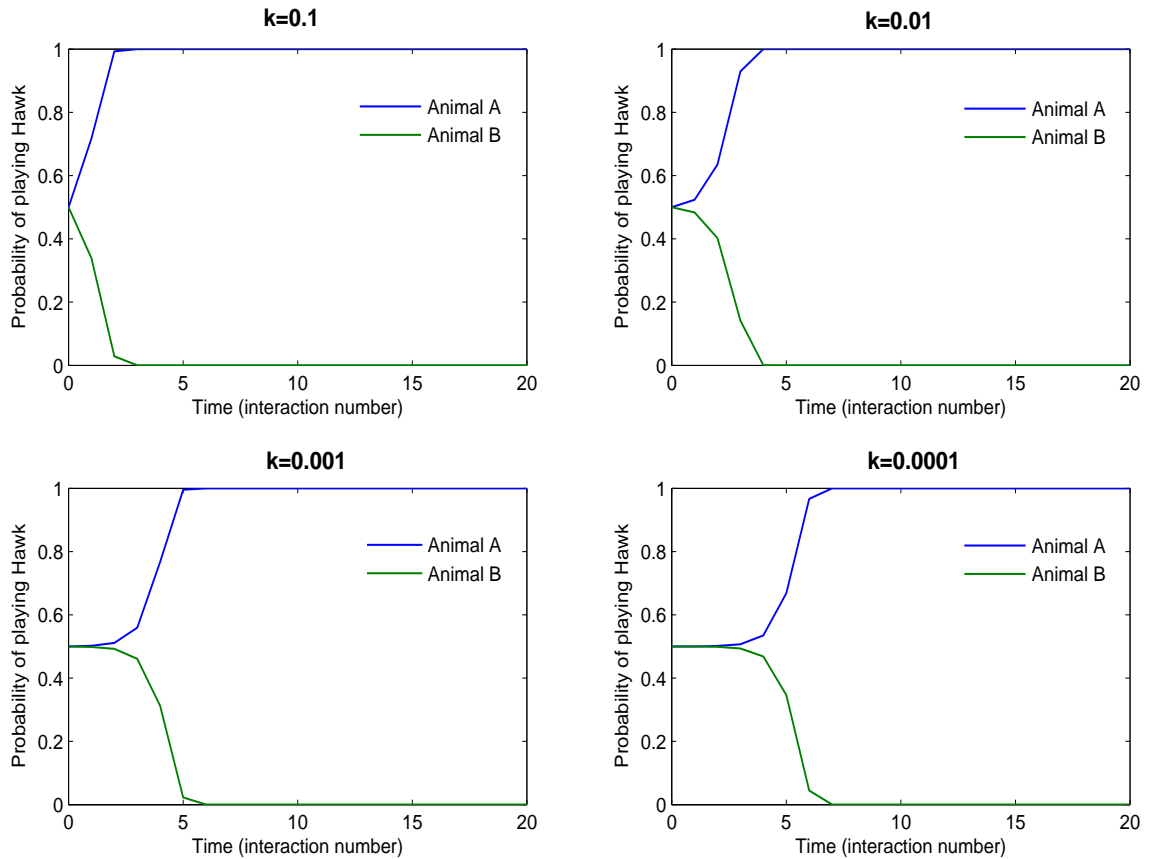 k=0.1
Probability of playing Hawk
1
0.8
0.6
0.4
0.2
0
Animal A
Animal B
0 5 10 15 20
Time (interaction number)
k=0.01
Probability of playing Hawk
1
0.8
0.6
0.4
0.2
0
Animal A
Animal B
0 5 10 15 20
Time (interaction number)
k=0.001
Probability of playing Hawk
1
0.8
0.6
0.4
0.2
0
Animal A
Animal B
0 5 10 15 20
Time (interaction number)
k=0.0001
Probability of playing Hawk
1
0.8
0.6
0.4
0.2
0
Animal A
Animal B
0 5 10 15 20
Time (interaction number)